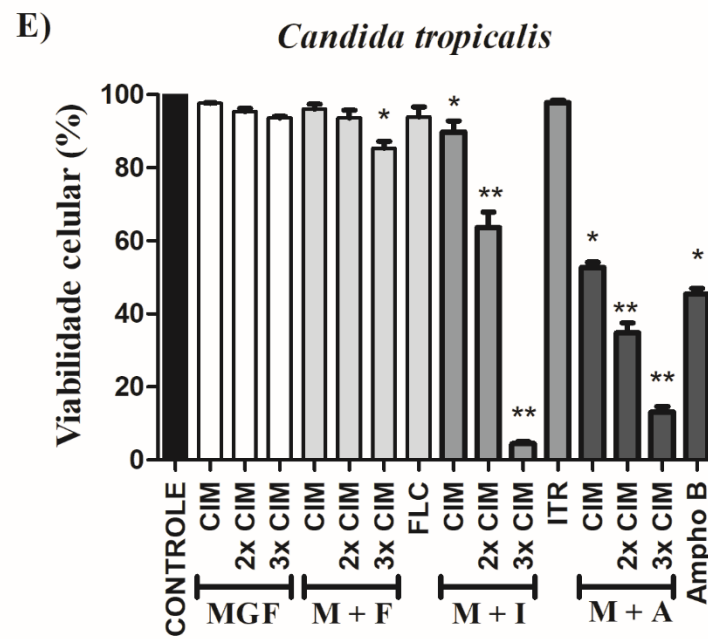 E)
Candida tropicalis
Viabilidade celular (%)
100
80
60
40
20
0
* * ** ** * ** ** *
CONTROLE CIM 2x CIM 3x CIM CIM 2x CIM 3x CIM FLC CIM 2x CIM 3x CIM ITR CIM 2x CIM 3x CIM Ampho B
MGF M + F M + I M + A